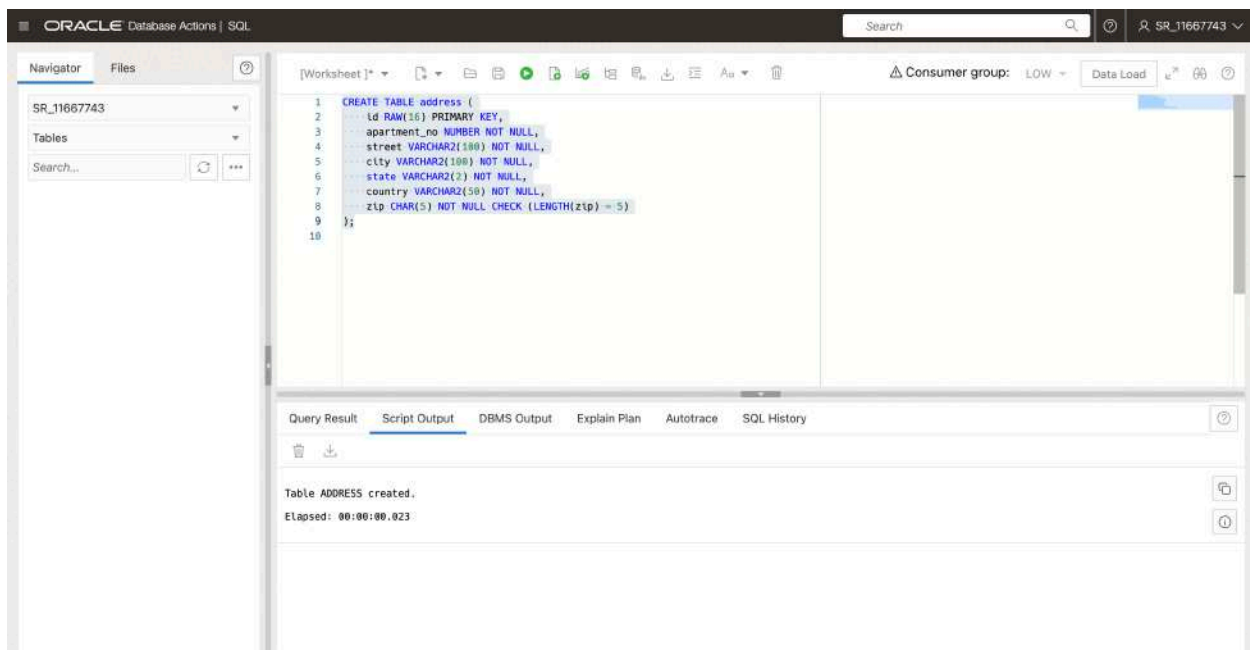 ORACLE Database Actions | SQL
Search
SR_11667743
Navigator
Files
[Worksheet ]*
Aa
Consumer group: LOW
Data Load
SR_11667743
Tables
Search...
1 CREATE TABLE address (
2 id RAW(16) PRIMARY KEY,
3 apartment_no NUMBER NOT NULL,
4 street VARCHAR2(100) NOT NULL,
5 city VARCHAR2(100) NOT NULL,
6 state VARCHAR2(2) NOT NULL,
7 country VARCHAR2(50) NOT NULL,
8 zip CHAR(5) NOT NULL CHECK (LENGTH(zip) = 5)
9 );
10
Query Result
Script Output
DBMS Output
Explain Plan
Autotrace
SQL History
Table ADDRESS created.
Elapsed: 00:00:00.023